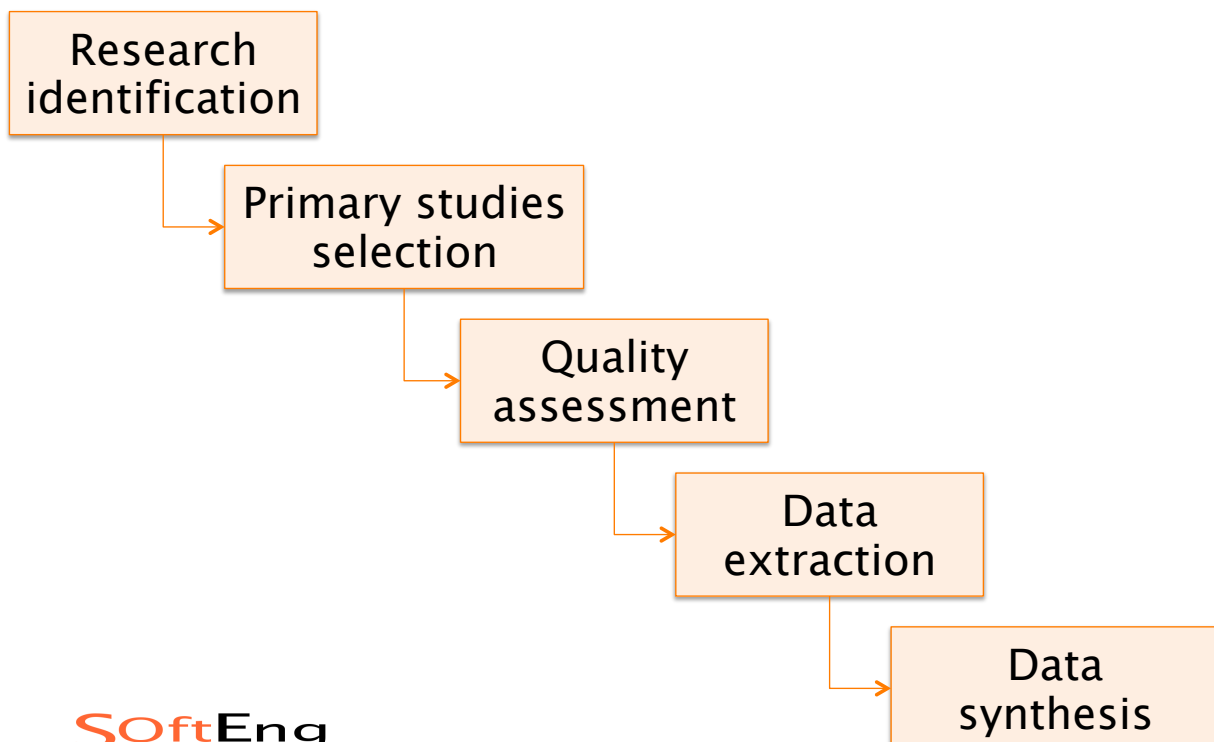 Research
identification
Primary studies
selection
Quality
assessment
Data
extraction
Data
synthesis
SOftEng